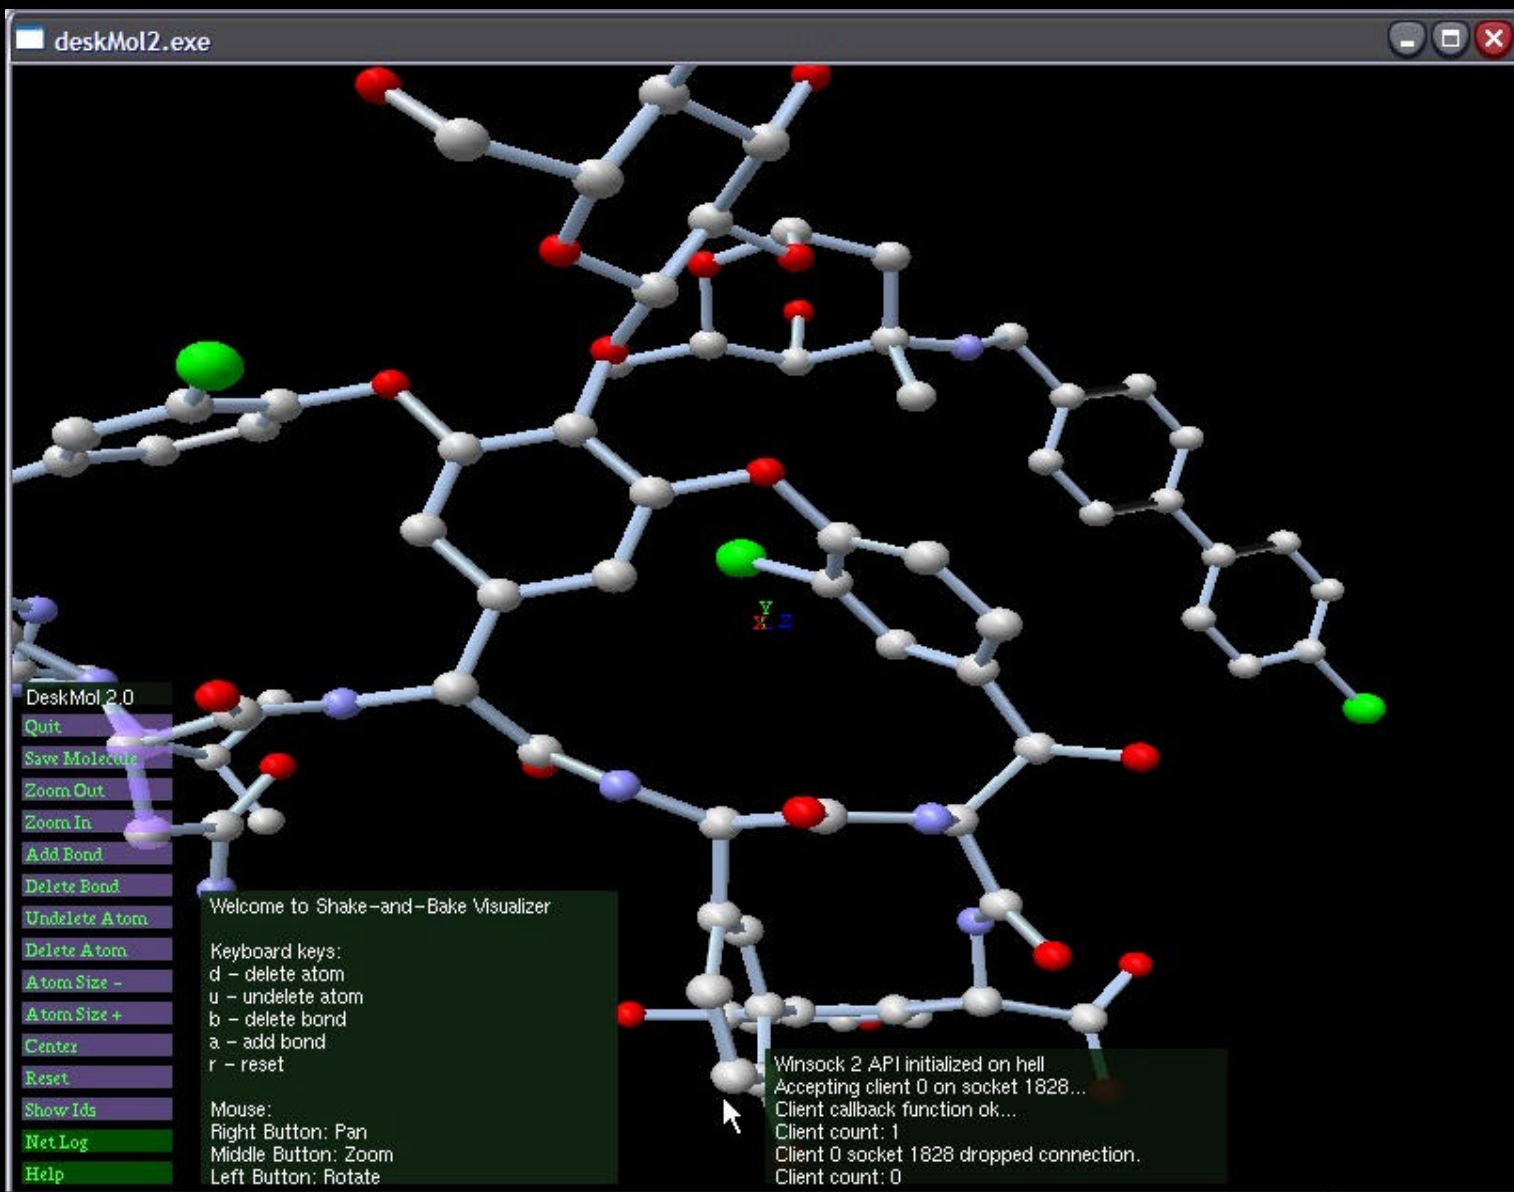 deskMol2.exe
Y
X Z
DeskMol 2.0
Quit
Save Molecule
Zoom Out
Zoom In
Add Bond
Delete Bond
Undelete Atom
Delete Atom
Atom Size -
Atom Size +
Center
Reset
Show Ids
Net Log
Help
Welcome to Shake-and-Bake Visualizer
Keyboard keys:
d - delete atom
u - undelete atom
b - delete bond
a - add bond
r - reset
Mouse:
Right Button: Pan
Middle Button: Zoom
Left Button: Rotate
Winsock 2 API initialized on hell
Accepting client 0 on socket 1828...
Client callback function ok...
Client count: 1
Client 0 socket 1828 dropped connection.
Client count: 0